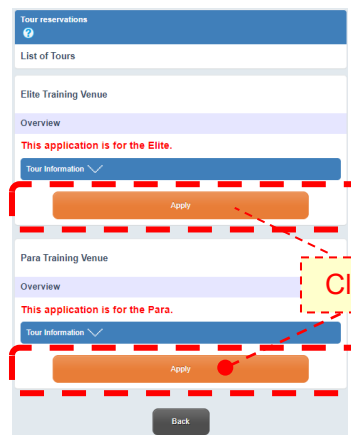 Tour reservations
?
List of Tours
Elite Training Venue
Overview
This application is for the Elite.
Tour Information
Apply
Para Training Venue
Cl
Overview
This application is for the Para.
Tour Information
Apply
Back